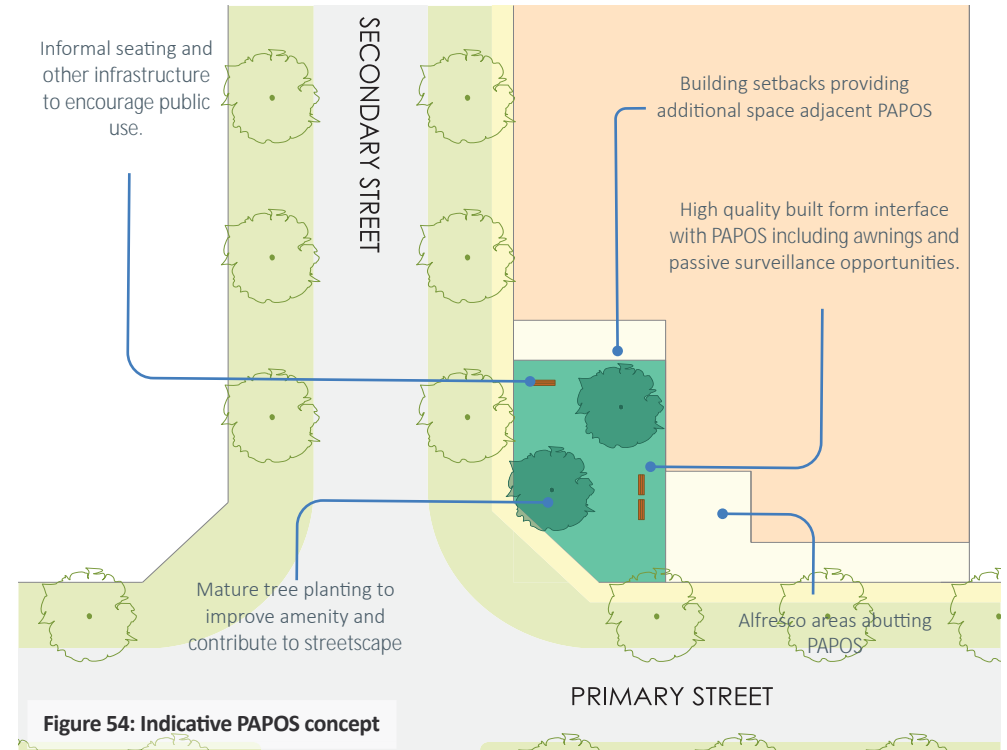 Informal seating and
other infrastructure
to encourage public
use.
SECONDARY STREET
Building setbacks providing
additional space adjacent PAPOS
High quality built form interface
with PAPOS including awnings and
passive surveillance opportunities.
Mature tree planting to
improve amenity and
contribute to streetscape
Alfresco areas abutting
PAPOS
PRIMARY STREET
Figure 54: Indicative PAPOS concept